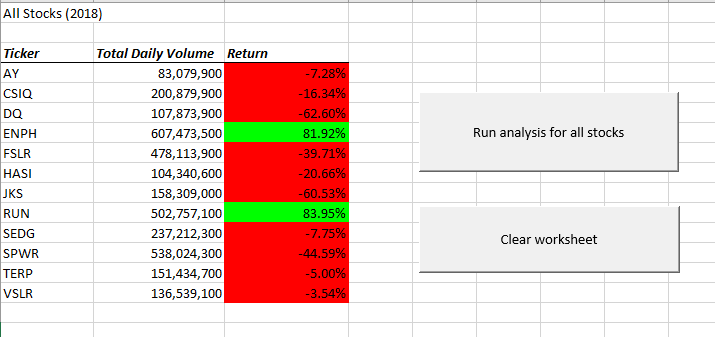 All Stocks (2018)
Ticker Total Daily Volume Return
AY 83,079,900 -7.28%
CSIQ 200,879,900 -16.34%
DQ 107,873,900 -62.60%
ENPH 607,473,500 81.92%
FSLR 478,113,900 -39.71%
HASI 104,340,600 -20.66%
JKS 158,309,000 -60.53%
RUN 502,757,100 83.95%
SEDG 237,212,300 -7.75%
SPWR 538,024,300 -44.59%
TERP 151,434,700 -5.00%
VSLR 136,539,100 -3.54%
Run analysis for all stocks
Clear worksheet